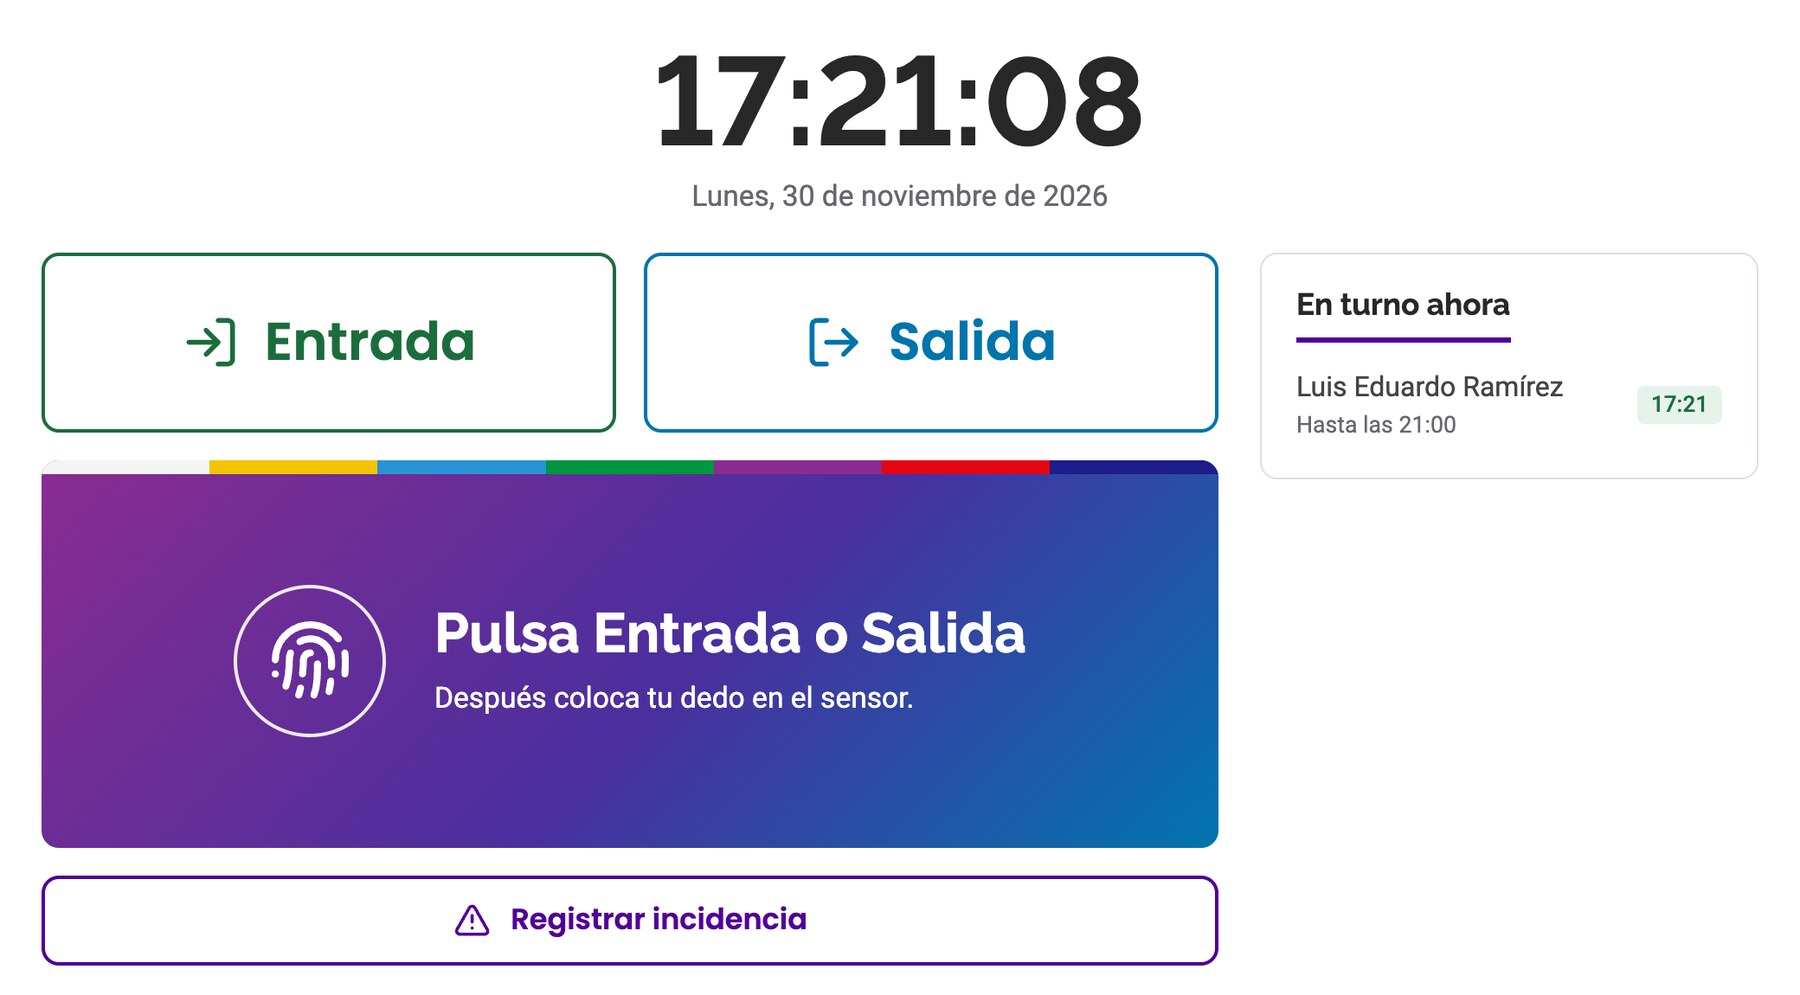 17:21:08
Lunes, 30 de noviembre de 2026
Entrada
Salida
Pulsa Entrada o Salida
Después coloca tu dedo en el sensor.
Registrar incidencia
En turno ahora
Luis Eduardo Ramírez
17:21
Hasta las 21:00